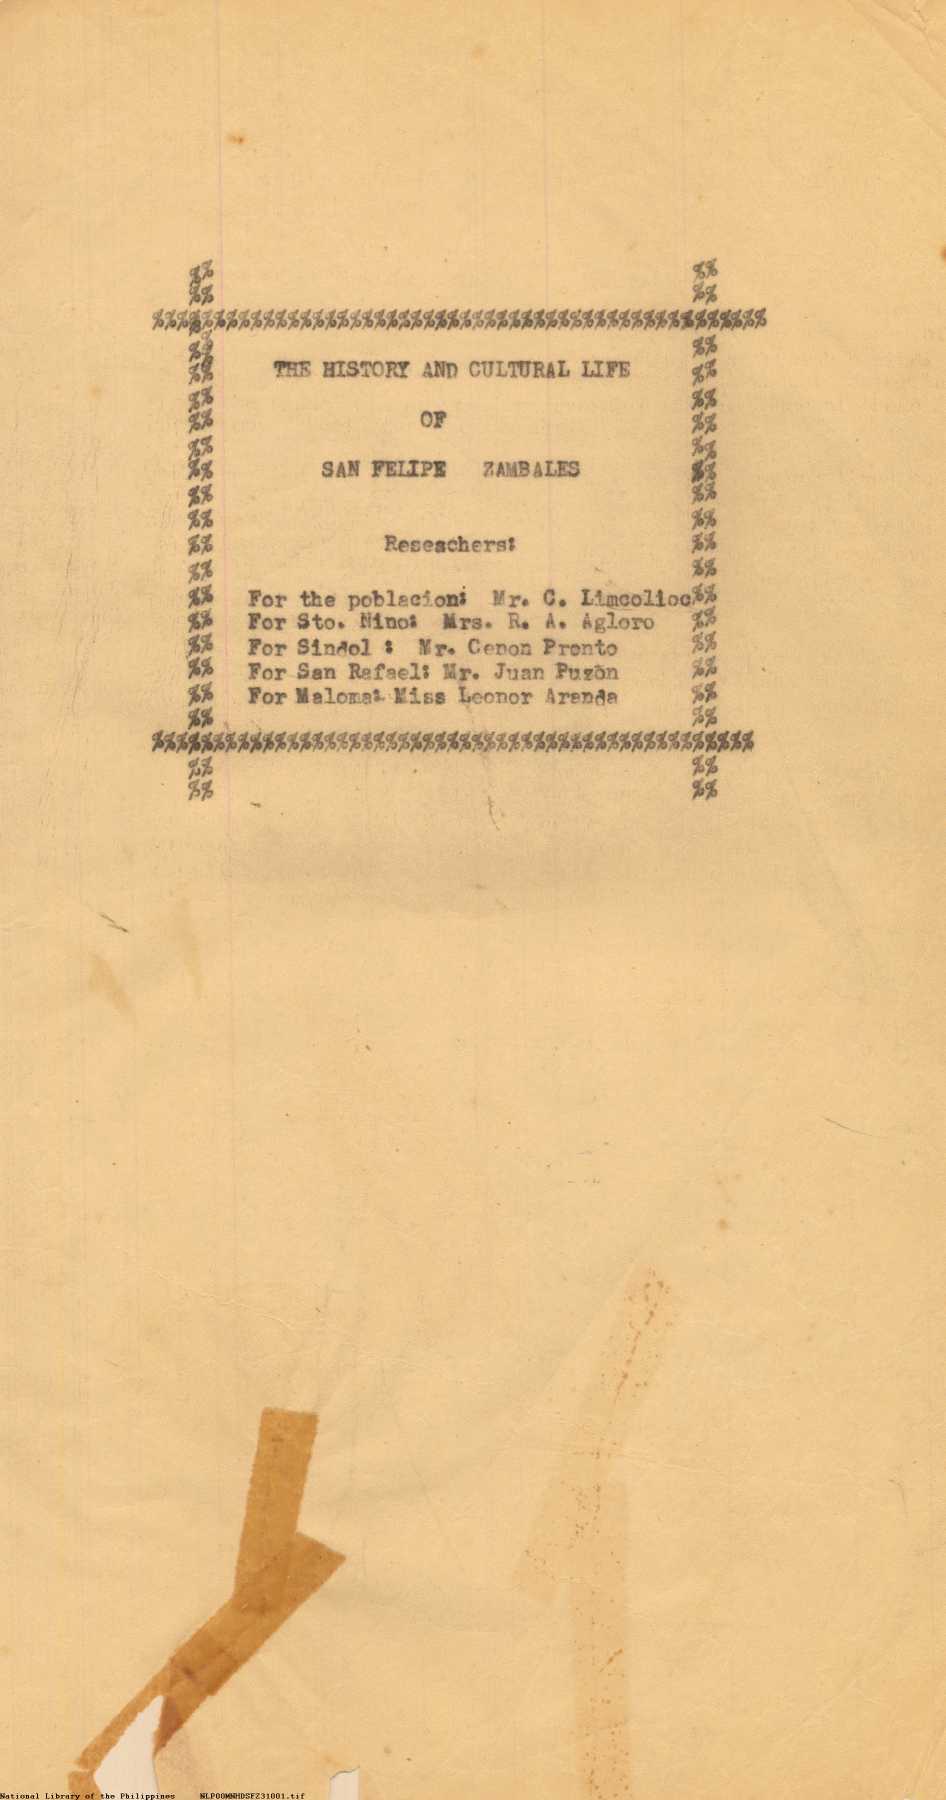 %%
%%
%%%%%%%%%%%%%%%%%%%%%%%%%%%%%%%%%%%%%%%%%%%%%%%%%%
THE HISTORY AND CULTURAL LIFE
OF
SAN FELIPE ZAMBALES
Reseachers:
For the poblacion: Mr. C. Limcolioc
For Sto. Nino: Mrs. R. A. Agloro
For Sindol : Mr. Cenon Pronto
For San Rafael: Mr. Juan Puzon
For Maloma: Miss Leonor Aranda
%%%%%%%%%%%%%%%%%%%%%%%%%%%%%%%%%%%%%%%%%%%%%%%%%
%%
%%
National Library of the Philippines NLP00MNHDSFZ31001.tif